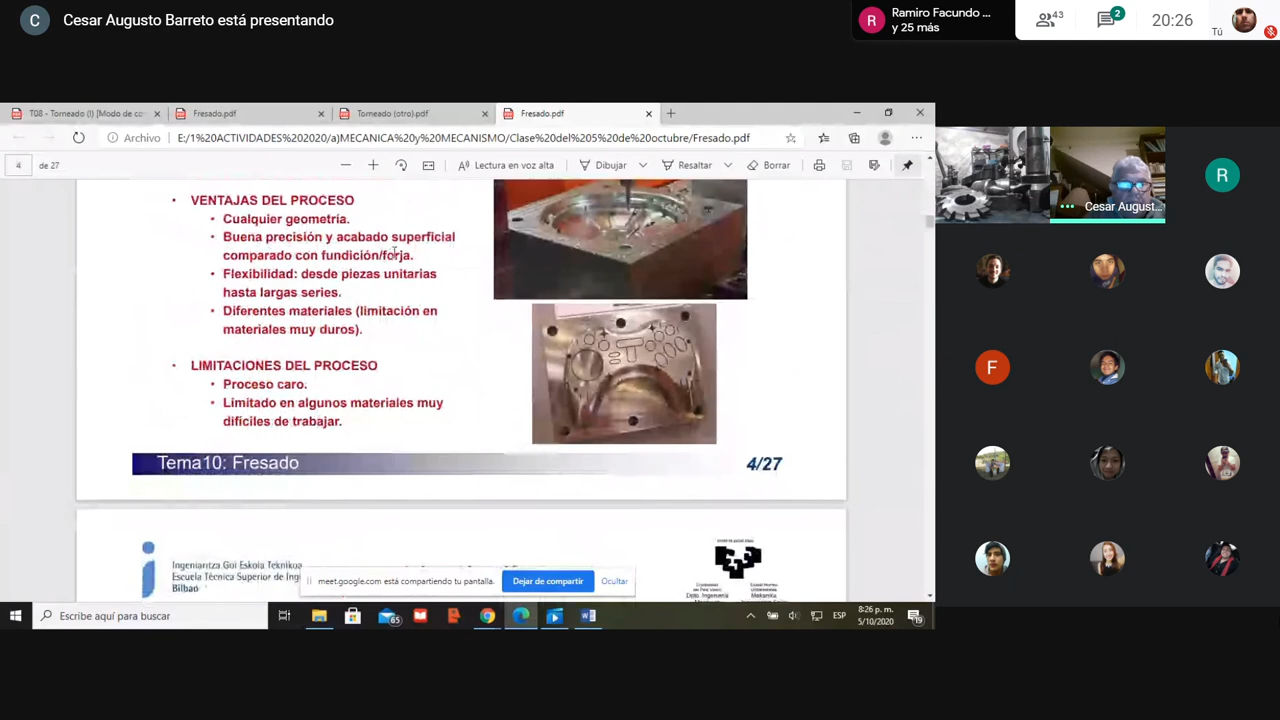 C
Cesar Augusto Barreto está presentando
R
Ramiro Facundo ...
y 25 más
43
2
20:26
Tú
T08 - Torneado (I) [Modo de co
Fresado.pdf
Torneado (otro).pdf
Fresado.pdf
Archivo
E:/1%20ACTIVIDADES%202020/a)MECANICA%20y%20MECANISMO/Clase%20del%205%20de%20octubre/Fresado.pdf
4
de 27
Lectura en voz alta
Dibujar
Resaltar
Borrar
Cesar August...
R
• VENTAJAS DEL PROCESO
• Cualquier geometría.
• Buena precisión y acabado superficial
comparado con fundición/forja.
• Flexibilidad: desde piezas unitarias
hasta largas series.
• Diferentes materiales (limitación en
materiales muy duros).
• LIMITACIONES DEL PROCESO
• Proceso caro.
• Limitado en algunos materiales muy
difíciles de trabajar.
F
Tema10: Fresado
4/27
Ingeniaritza Goi Eskola Teknikoa
Escuela Técnica Superior de Ing
Bilbao
meet.google.com está compartiendo tu pantalla.
Dejar de compartir
Ocultar
Escribe aquí para buscar
65
ESP
8:26 p. m.
5/10/2020
19